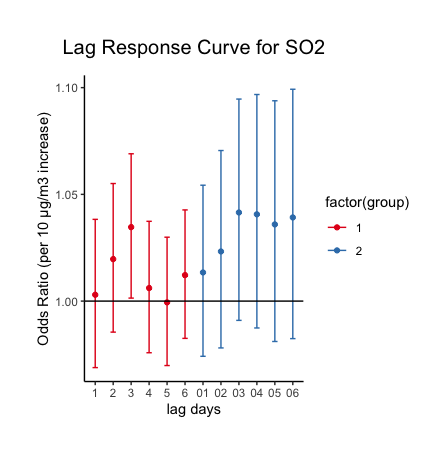 Lag Response Curve for SO2
1.10
1.05
1.00
Odds Ratio (per 10 µg/m3 increase)
factor(group)
1
2
1 2 3 4 5 6 01 02 03 04 05 06
lag days